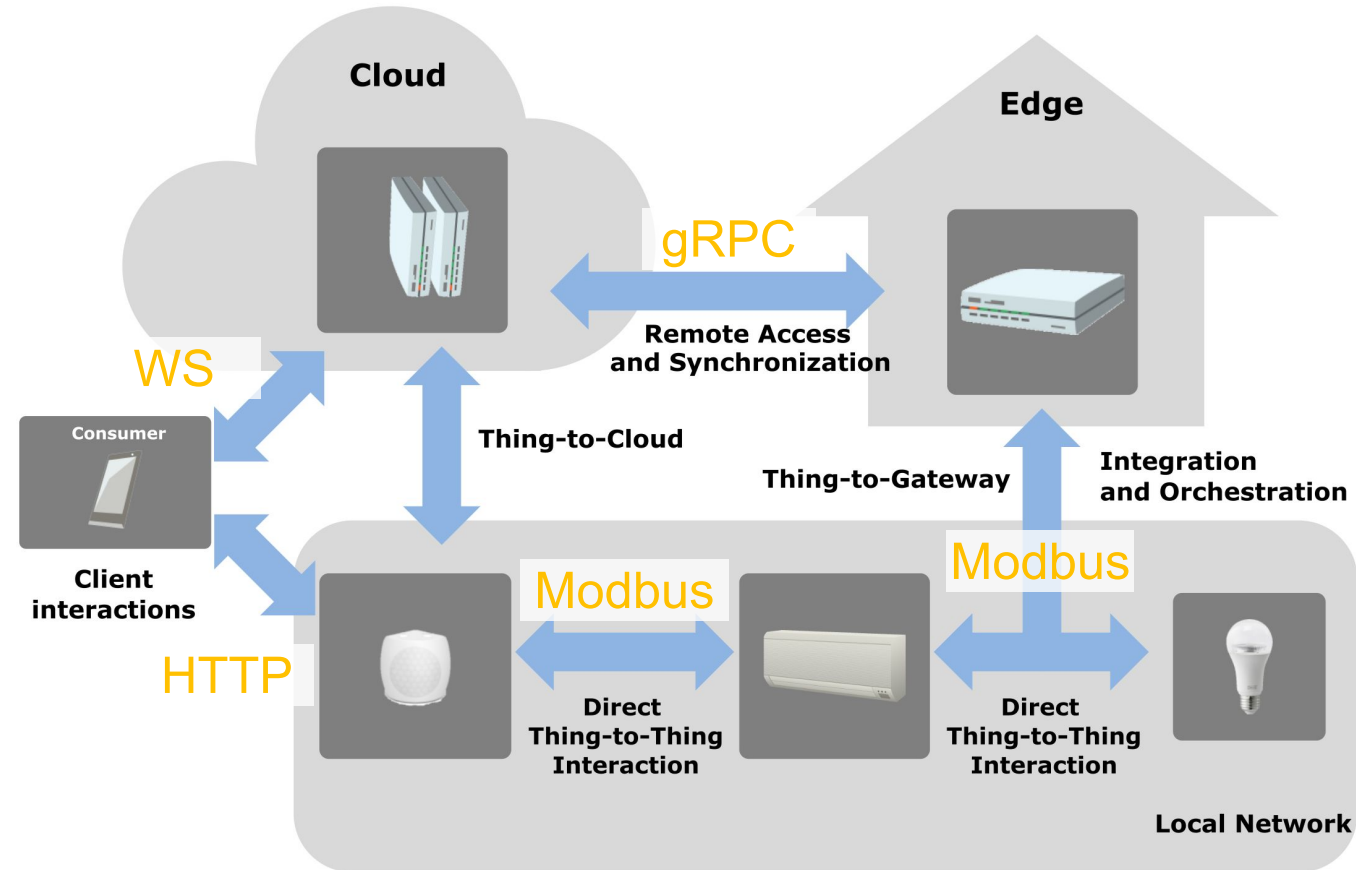 Cloud
Edge
gRPC
Remote Access
and Synchronization
WS
Consumer
Thing-to-Cloud
Thing-to-Gateway
Integration
and Orchestration
Client
interactions
HTTP
Modbus
Modbus
Direct
Thing-to-Thing
Interaction
Direct
Thing-to-Thing
Interaction
Local Network